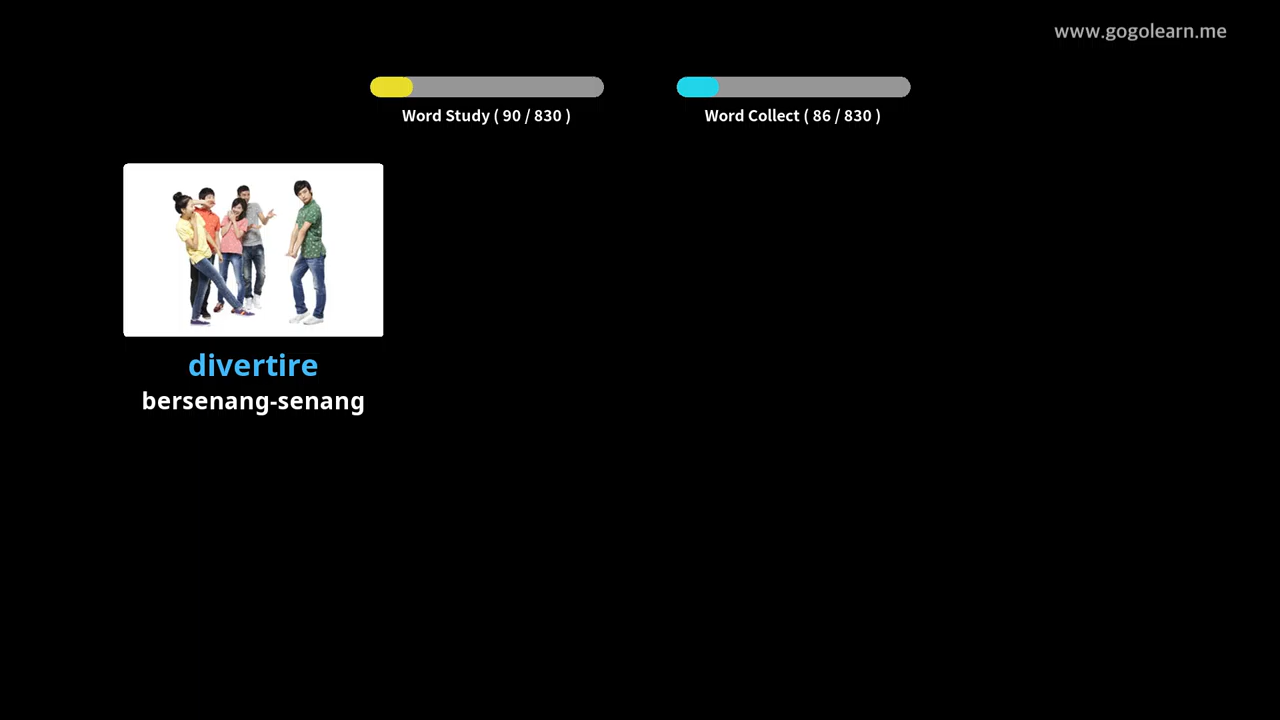 www.gogolearn.me
Word Study ( 90 / 830 )
Word Collect ( 86 / 830 )
divertire
bersenang-senang